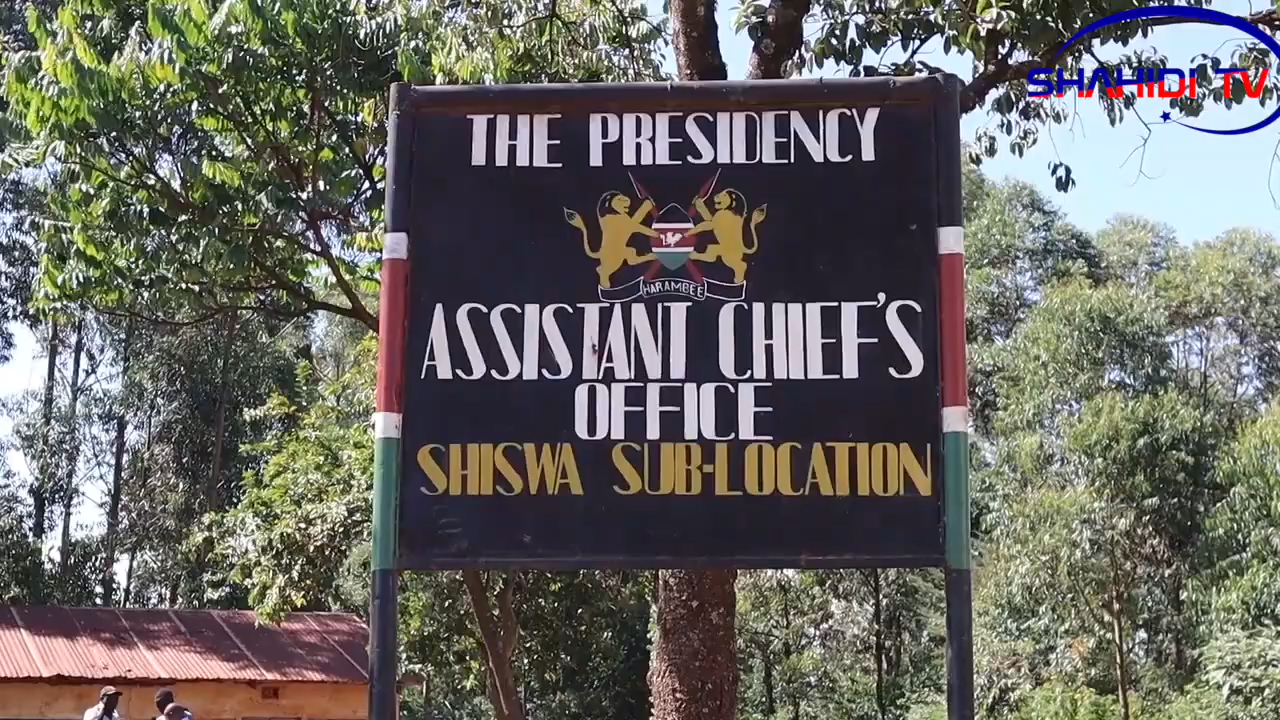 SHAHIDI TV
THE PRESIDENCY
HARAMBEE
ASSISTANT CHIEF'S
OFFICE
SHISWA SUB-LOCATION